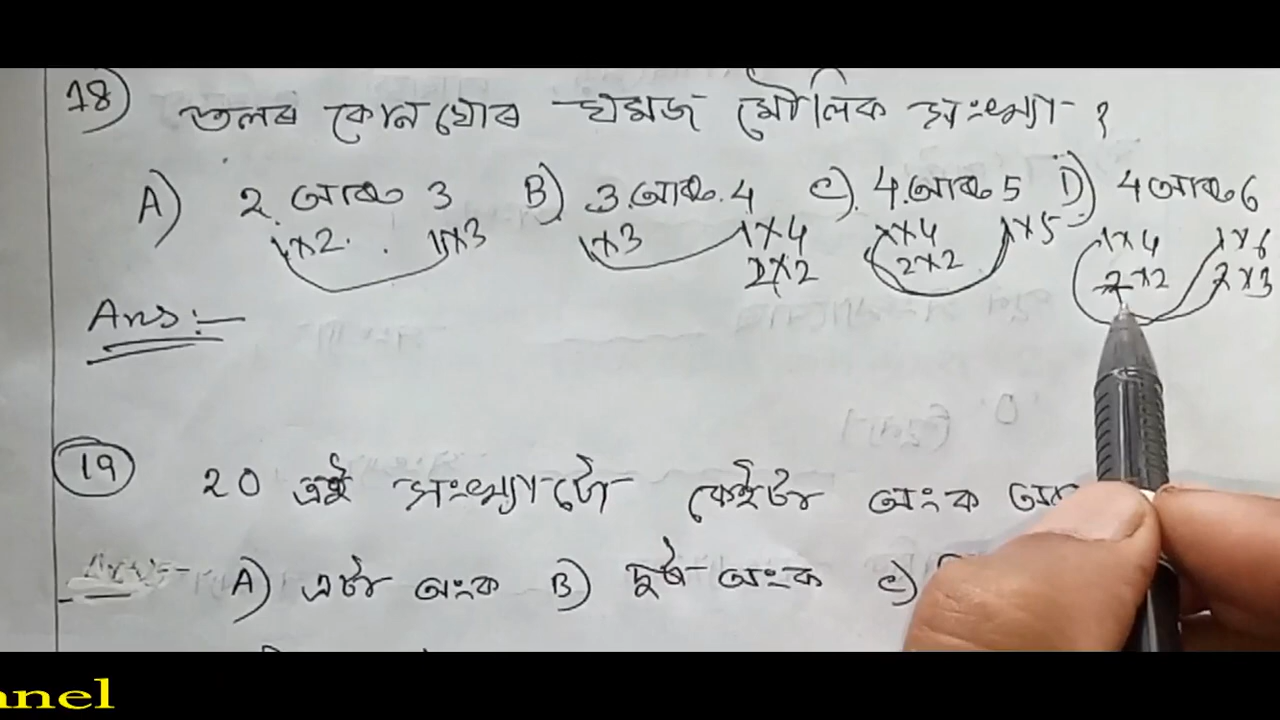 18) তলৰ কোনযোৰ যমজ মৌলিক সংখ্যা ?
A) 2 আৰু 3 B) 3 আৰু 4 C) 4 আৰু 5 D) 4 আৰু 6
1×2 1×3 1×3 1×4 1×4 1×5 1×4 1×6
2×2 2×2 2×2 2×3
Ans :-
19 20 এই সংখ্যাটো কেইটা অংক
A) এটা অংক B) দুটা অংক C)
nel